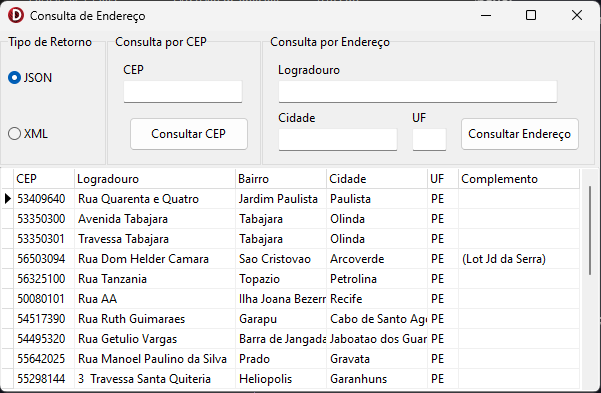 D Consulta de Endereço
Tipo de Retorno
JSON
XML
Consulta por CEP
CEP
Consultar CEP
Consulta por Endereço
Logradouro
Cidade UF
Consultar Endereço
CEP Logradouro Bairro Cidade UF Complemento
53409640 Rua Quarenta e Quatro Jardim Paulista Paulista PE
53350300 Avenida Tabajara Tabajara Olinda PE
53350301 Travessa Tabajara Tabajara Olinda PE
56503094 Rua Dom Helder Camara Sao Cristovao Arcoverde PE (Lot Jd da Serra)
56325100 Rua Tanzania Topazio Petrolina PE
50080101 Rua AA Ilha Joana Bezerr Recife PE
54517390 Rua Ruth Guimaraes Garapu Cabo de Santo Ago PE
54495320 Rua Getulio Vargas Barra de Jangada Jaboatao dos Guar PE
55642025 Rua Manoel Paulino da Silva Prado Gravata PE
55298144 3 Travessa Santa Quiteria Heliopolis Garanhuns PE